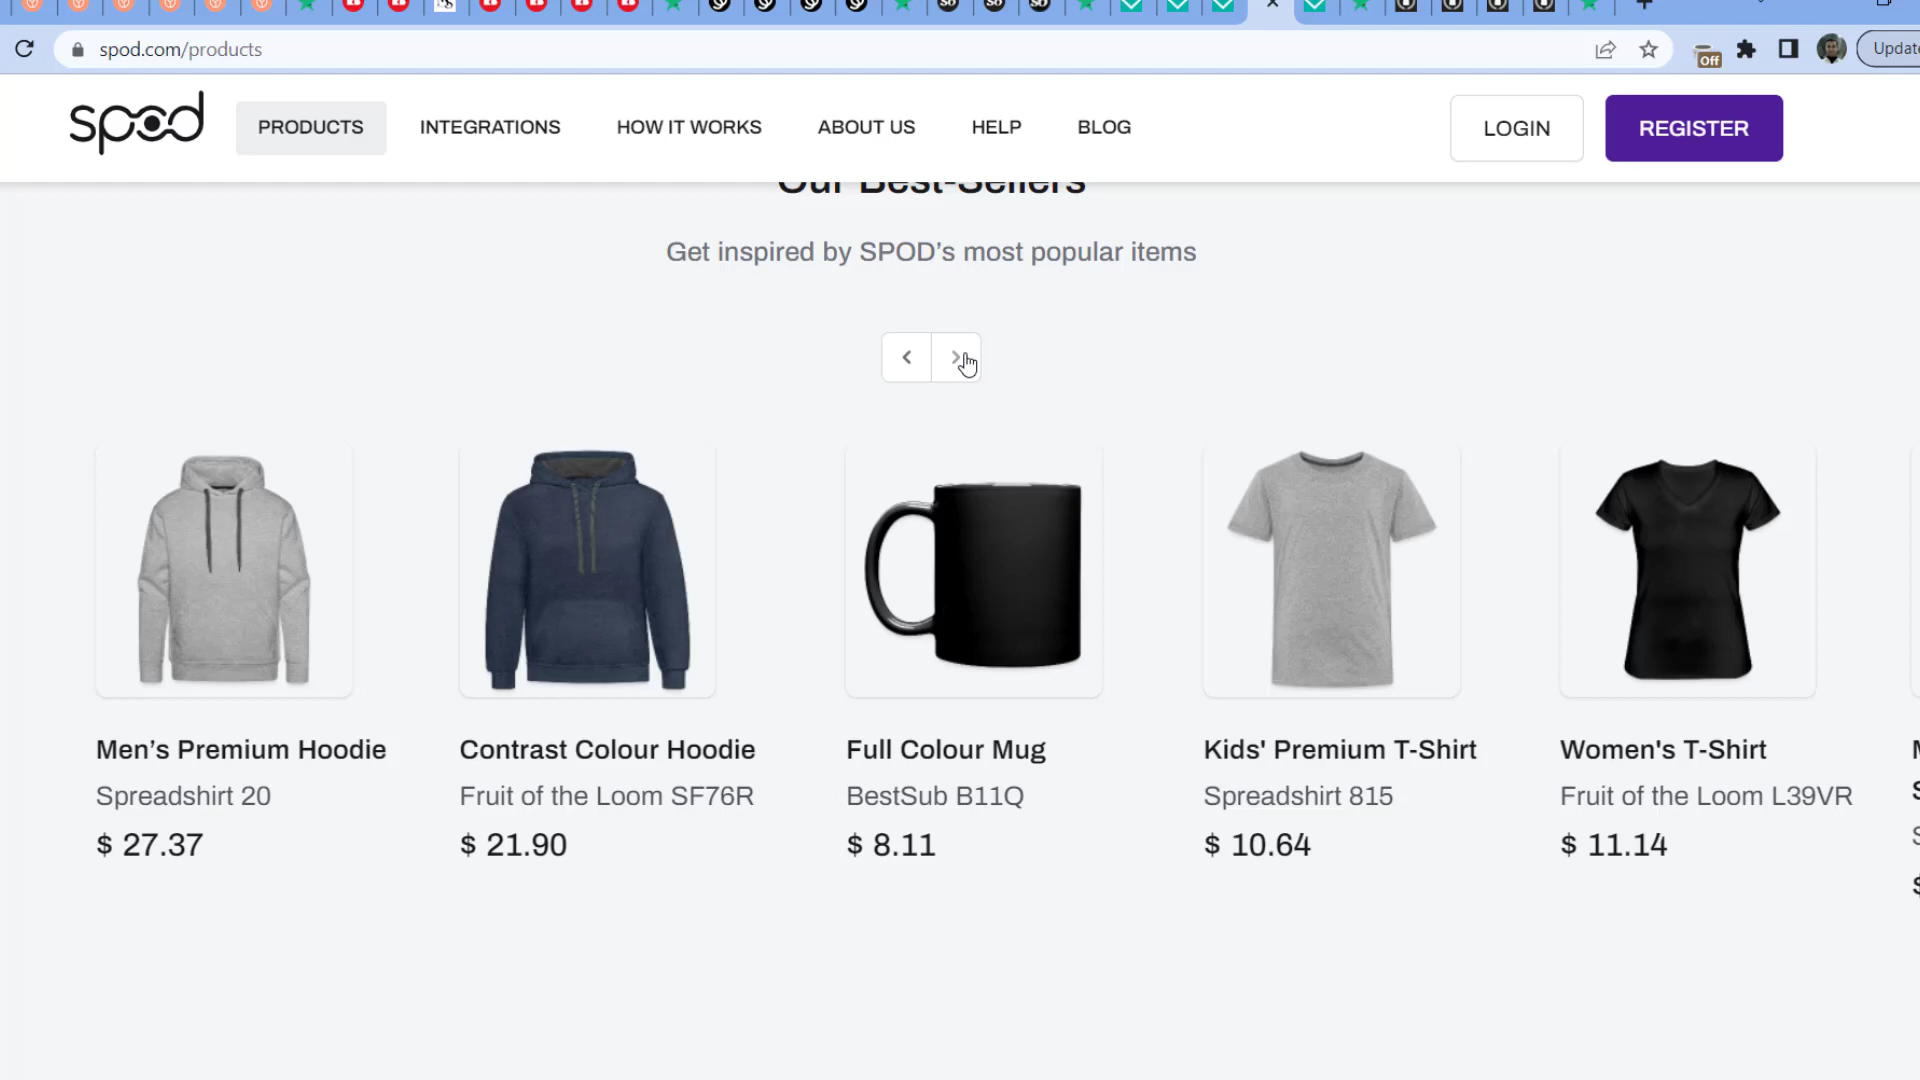 spod.com/products
Off
Update
spod
PRODUCTS
INTEGRATIONS
HOW IT WORKS
ABOUT US
HELP
BLOG
LOGIN
REGISTER
Our Best-Sellers
Get inspired by SPOD’s most popular items
Men’s Premium Hoodie
Spreadshirt 20
$ 27.37
Contrast Colour Hoodie
Fruit of the Loom SF76R
$ 21.90
Full Colour Mug
BestSub B11Q
$ 8.11
Kids' Premium T-Shirt
Spreadshirt 815
$ 10.64
Women's T-Shirt
Fruit of the Loom L39VR
$ 11.14